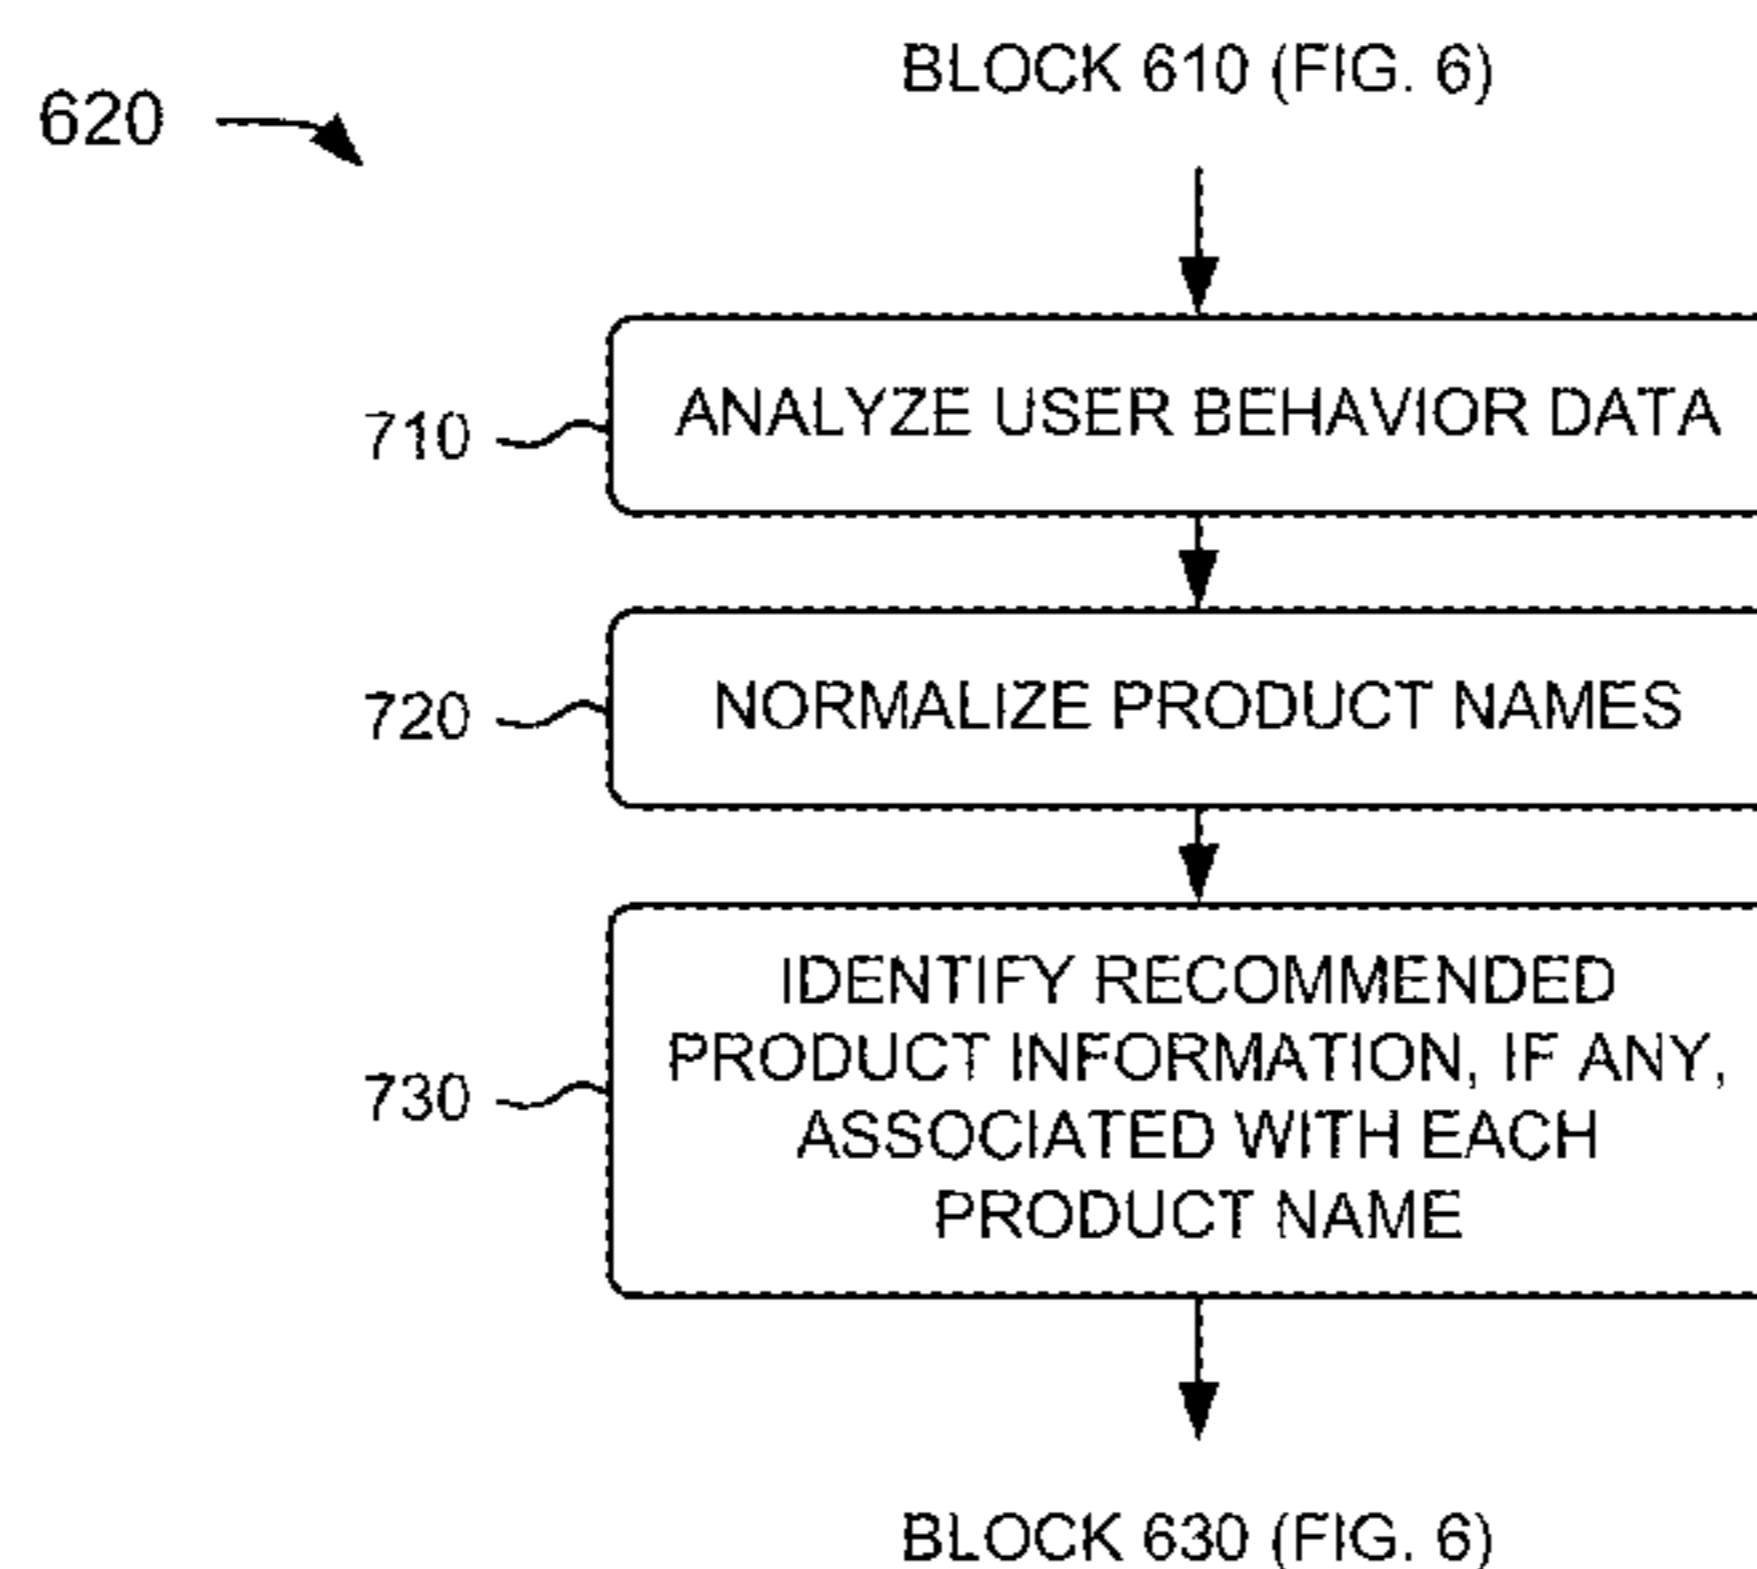 BLOCK 610 (FIG. 6)
620
710
ANALYZE USER BEHAVIOR DATA
720
NORMALIZE PRODUCT NAMES
730
IDENTIFY RECOMMENDED
PRODUCT INFORMATION, IF ANY,
ASSOCIATED WITH EACH
PRODUCT NAME
BLOCK 630 (FIG. 6)